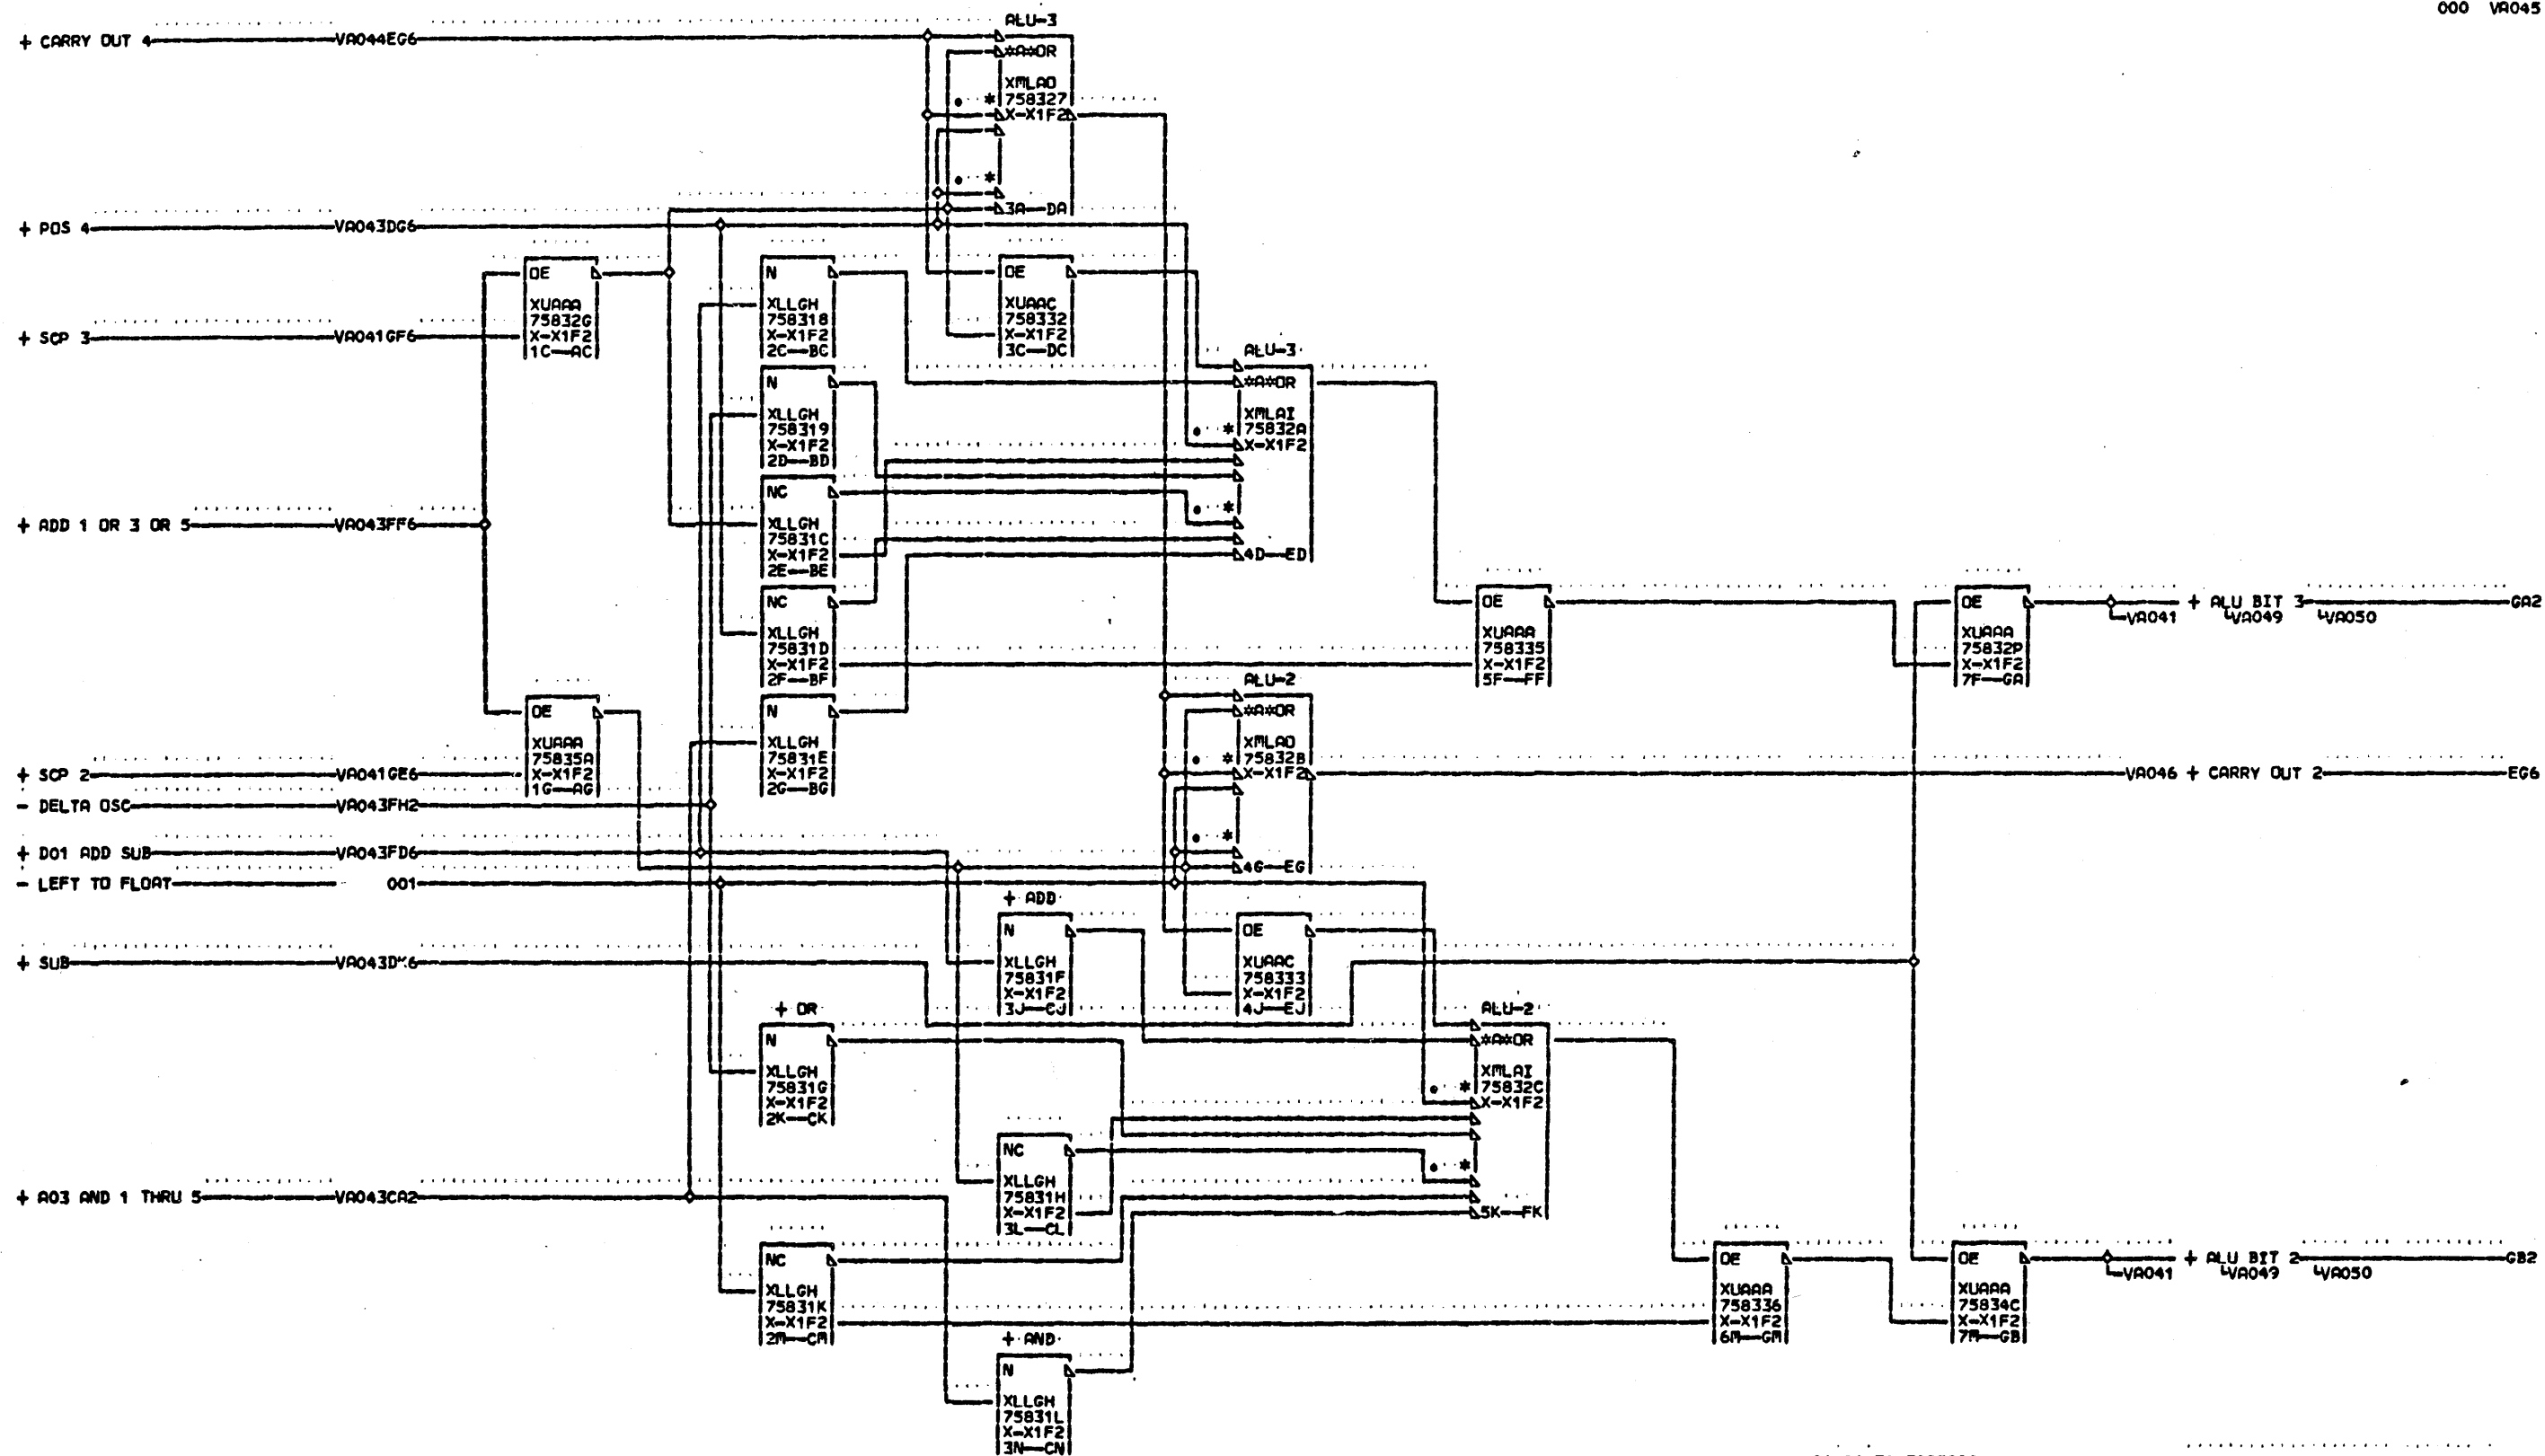 000 VA045
ALU-3
+ CARRY OUT 4 VA044EG6
*A*OR
XMLAO
* 758327
X-X1F2
*
3A DA
+ POS 4 VA043DG6
OE
XUAAA
75832G
X-X1F2
1C AC
N
XLLGH
758318
X-X1F2
2C BC
OE
XUAAC
758332
X-X1F2
3C DC
+ SCP 3 VA041GF6
ALU-3
*A*OR
XMLAI
* 75832A
X-X1F2
*
4D ED
N
XLLGH
758319
X-X1F2
2D BD
NC
XLLGH
75831C
X-X1F2
2E BE
+ ADD 1 OR 3 OR 5 VA043FF6
NC
XLLGH
75831D
X-X1F2
2F BF
OE
XUAAA
758335
X-X1F2
5F FF
OE
XUAAA
75832P
X-X1F2
7F GA
+ ALU BIT 3 GA2
VA041 VA049 VA050
ALU-2
*A*OR
XMLAO
* 75832B
X-X1F2
*
4G EG
OE
XUAAA
75835A
X-X1F2
1G AG
N
XLLGH
75831E
X-X1F2
2G BG
+ SCP 2 VA041GE6
VA046 + CARRY OUT 2 EG6
- DELTA OSC VA043FH2
+ DO1 ADD SUB VA043FD6
- LEFT TO FLOAT 001
+ ADD
N
XLLGH
75831F
X-X1F2
3J CJ
OE
XUAAC
758333
X-X1F2
4J EJ
+ SUB
+ OR
N
XLLGH
75831G
X-X1F2
2K CK
ALU-2
*A*OR
XMLAI
* 75832C
X-X1F2
*
5K FK
NC
XLLGH
75831H
X-X1F2
3L CL
+ A03 AND 1 THRU 5 VA043CA2
NC
XLLGH
75831K
X-X1F2
2M CM
OE
XUAAA
758336
X-X1F2
6M GM
OE
XUAAA
75834C
X-X1F2
7M GB
+ ALU BIT 2 GB2
VA041 VA049 VA050
+ AND
N
XLLGH
75831L
X-X1F2
3N CN